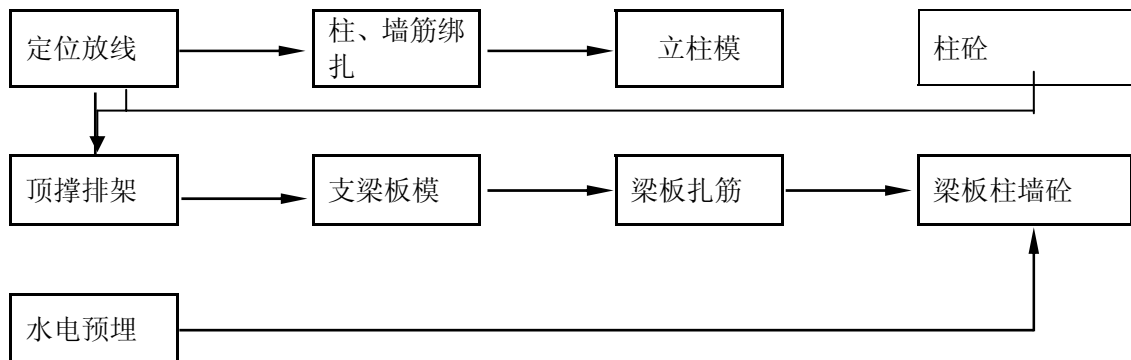 定位放线
柱、墙筋绑
扎
立柱模
柱砼
顶撑排架
支梁板模
梁板扎筋
梁板柱墙砼
水电预埋